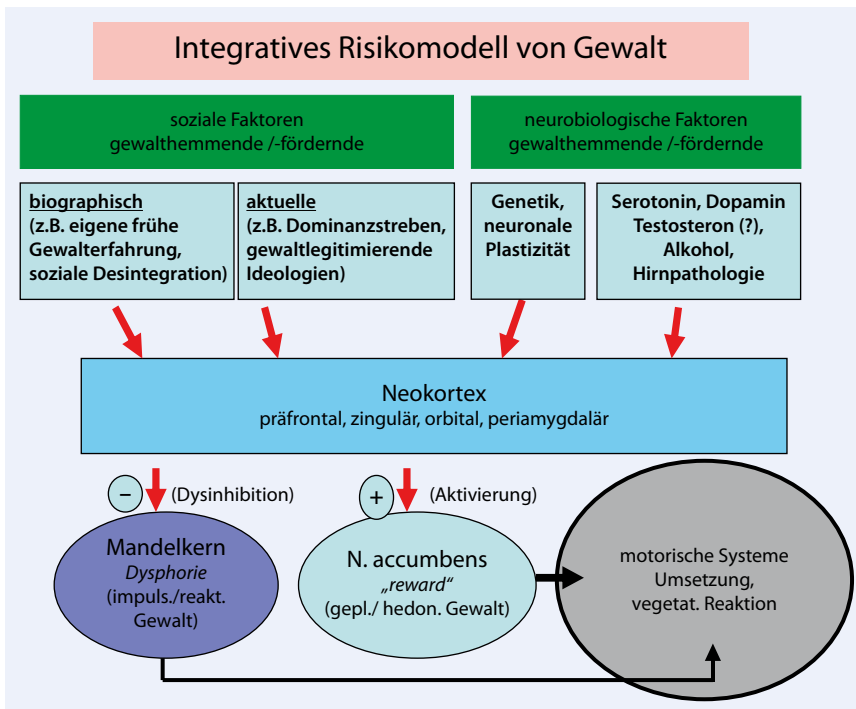 Integratives Risikomodell von Gewalt
soziale Faktoren
gewalthemmende /-fördernde
neurobiologische Faktoren
gewalthemmende /-fördernde
biographisch
(z.B. eigene frühe
Gewalterfahrung,
soziale Desintegration)
aktuelle
(z.B. Dominanzstreben,
gewaltlegitimierende
Ideologien)
Genetik,
neuronale
Plastizität
Serotonin, Dopamin
Testosteron (?),
Alkohol,
Hirnpathologie
Neokortex
präfrontal, zingulär, orbital, periamygdalär
− (Dysinhibition)
+ (Aktivierung)
Mandelkern
Dysphorie
(impuls./reakt.
Gewalt)
N. accumbens
„reward“
(gepl./ hedon. Gewalt)
motorische Systeme
Umsetzung,
vegetat. Reaktion